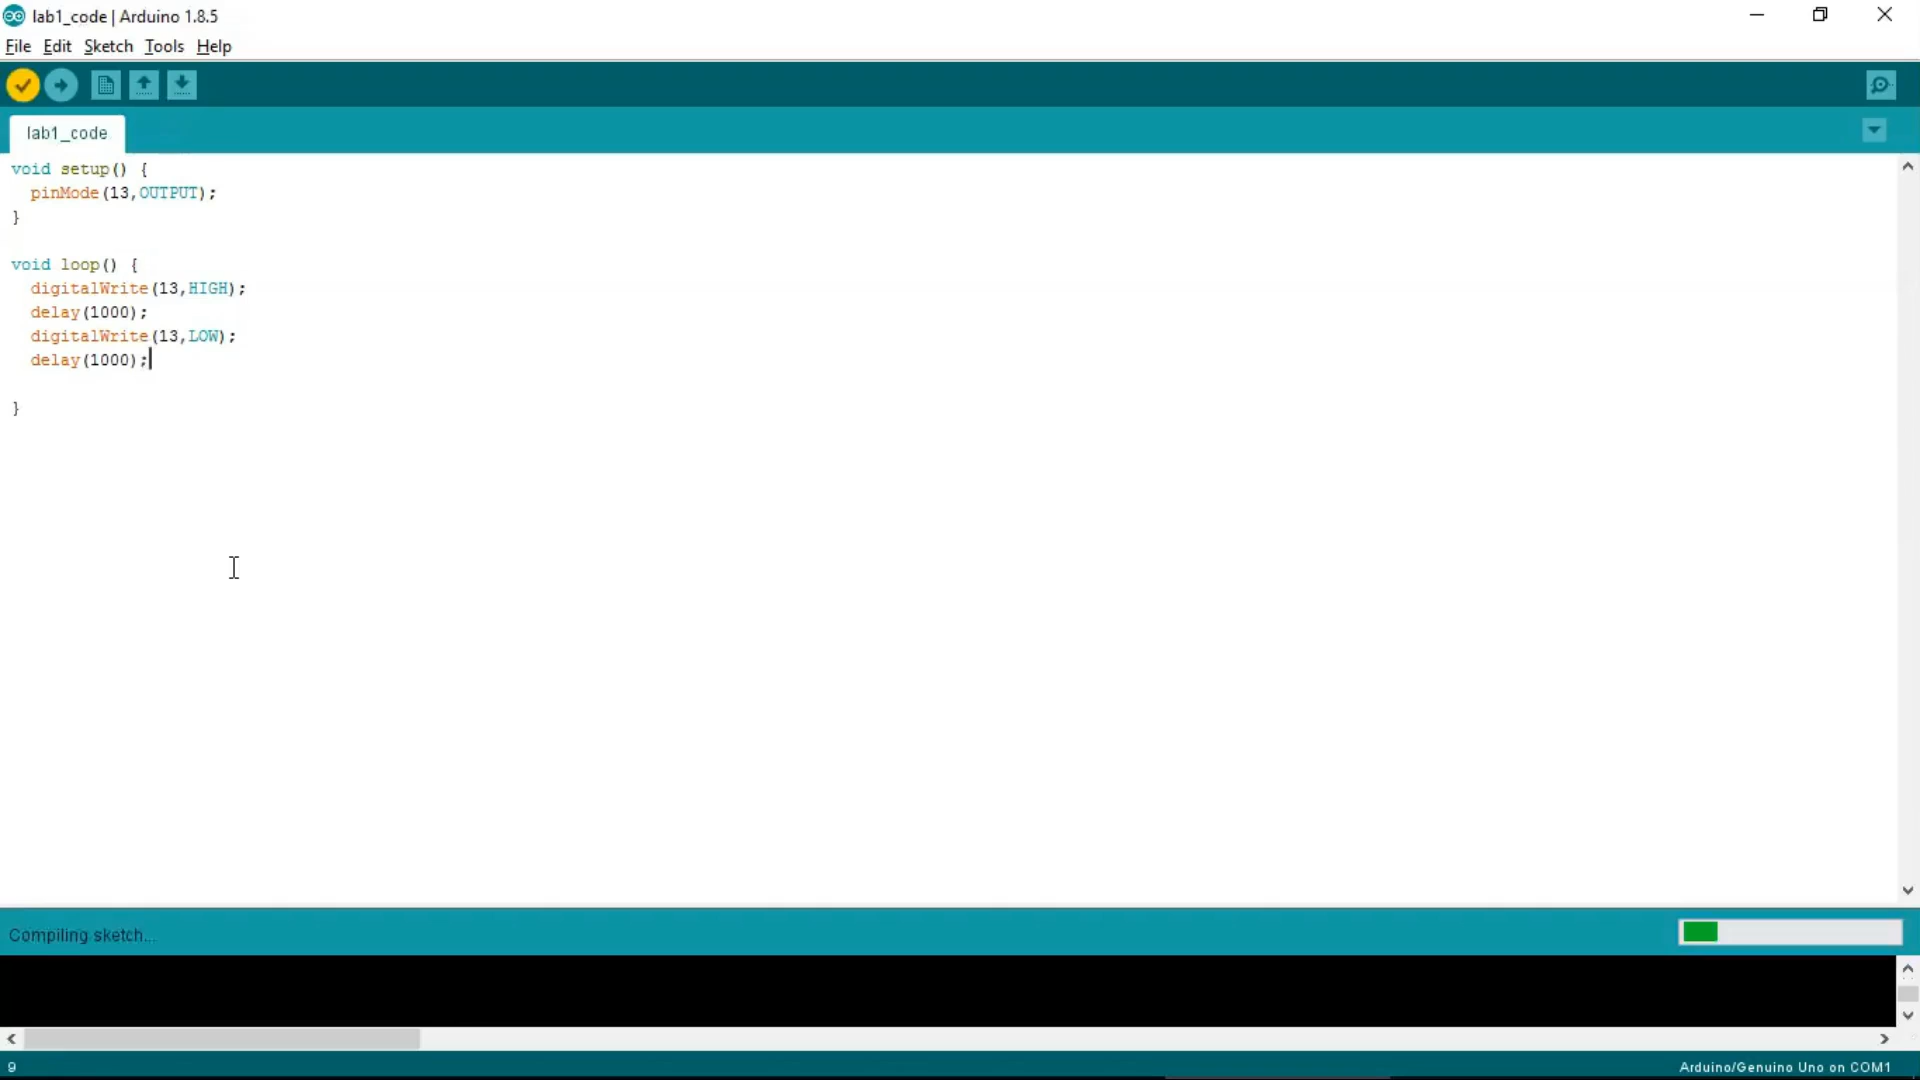 lab1_code | Arduino 1.8.5
File Edit Sketch Tools Help
lab1_code
void setup() {
  pinMode(13,OUTPUT);
}
void loop() {
  digitalWrite(13,HIGH);
  delay(1000);
  digitalWrite(13,LOW);
  delay(1000);
}
Compiling sketch...
9
Arduino/Genuino Uno on COM1